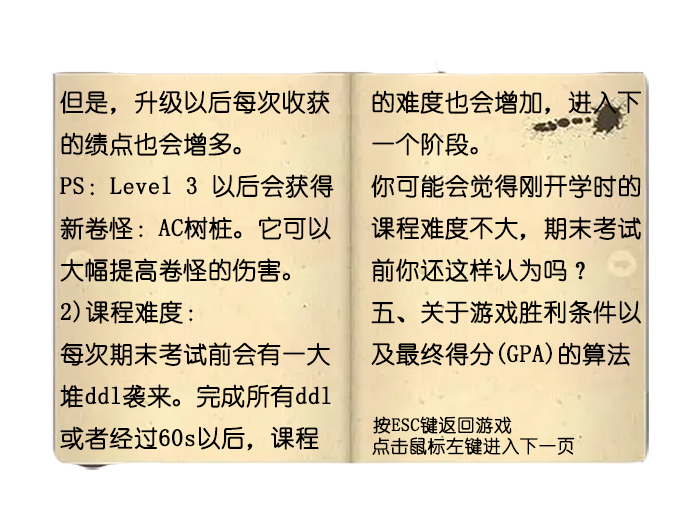 但是，升级以后每次收获
的绩点也会增多。
PS: Level 3 以后会获得
新卷怪: AC树桩。它可以
大幅提高卷怪的伤害。
2)课程难度:
每次期末考试前会有一大
堆ddl袭来。完成所有ddl
或者经过60s以后，课程
的难度也会增加，进入下
一个阶段。
你可能会觉得刚开学时的
课程难度不大，期末考试
前你还这样认为吗？
五、关于游戏胜利条件以
及最终得分(GPA)的算法
按ESC键返回游戏
点击鼠标左键进入下一页